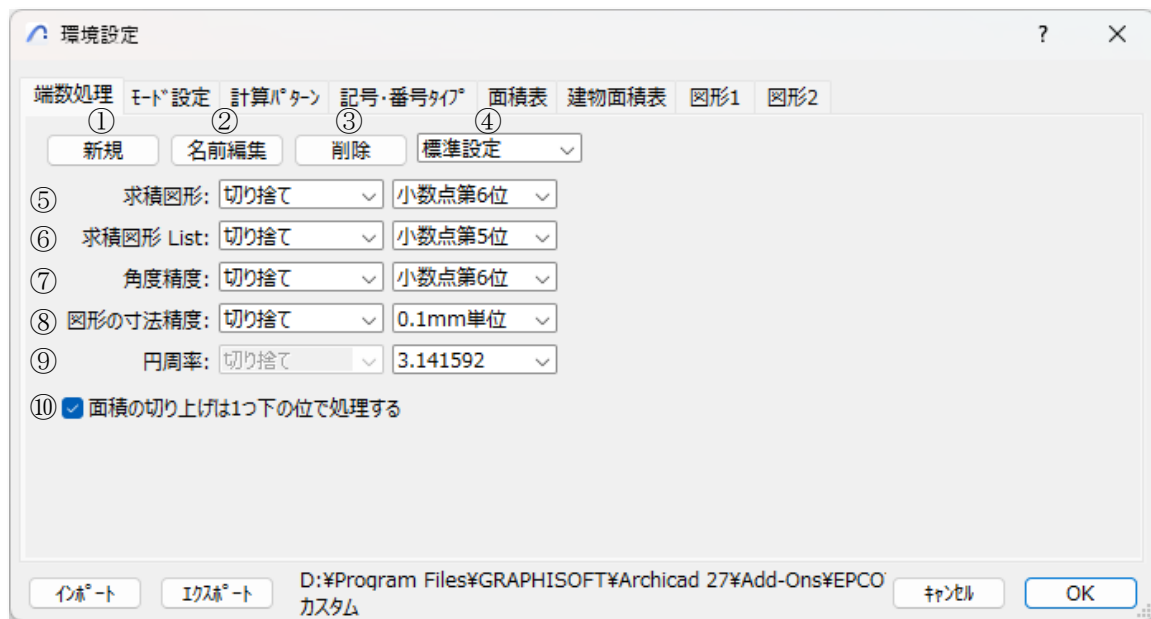 環境設定 ?
端数処理 ﾓｰﾄﾞ設定 計算ﾊﾟﾀｰﾝ 記号・番号ﾀｲﾌﾟ 面積表 建物面積表 図形1 図形2
① ② ③ ④
新規 名前編集 削除 標準設定
⑤ 求積図形: 切り捨て 小数点第6位
⑥ 求積図形 List: 切り捨て 小数点第5位
⑦ 角度精度: 切り捨て 小数点第6位
⑧ 図形の寸法精度: 切り捨て 0.1mm単位
⑨ 円周率: 切り捨て 3.141592
⑩ 面積の切り上げは1つ下の位で処理する
ｲﾝﾎﾟｰﾄ ｴｸｽﾎﾟｰﾄ D:¥Program Files¥GRAPHISOFT¥Archicad 27¥Add-Ons¥EPCO ｷｬﾝｾﾙ OK
カスタム